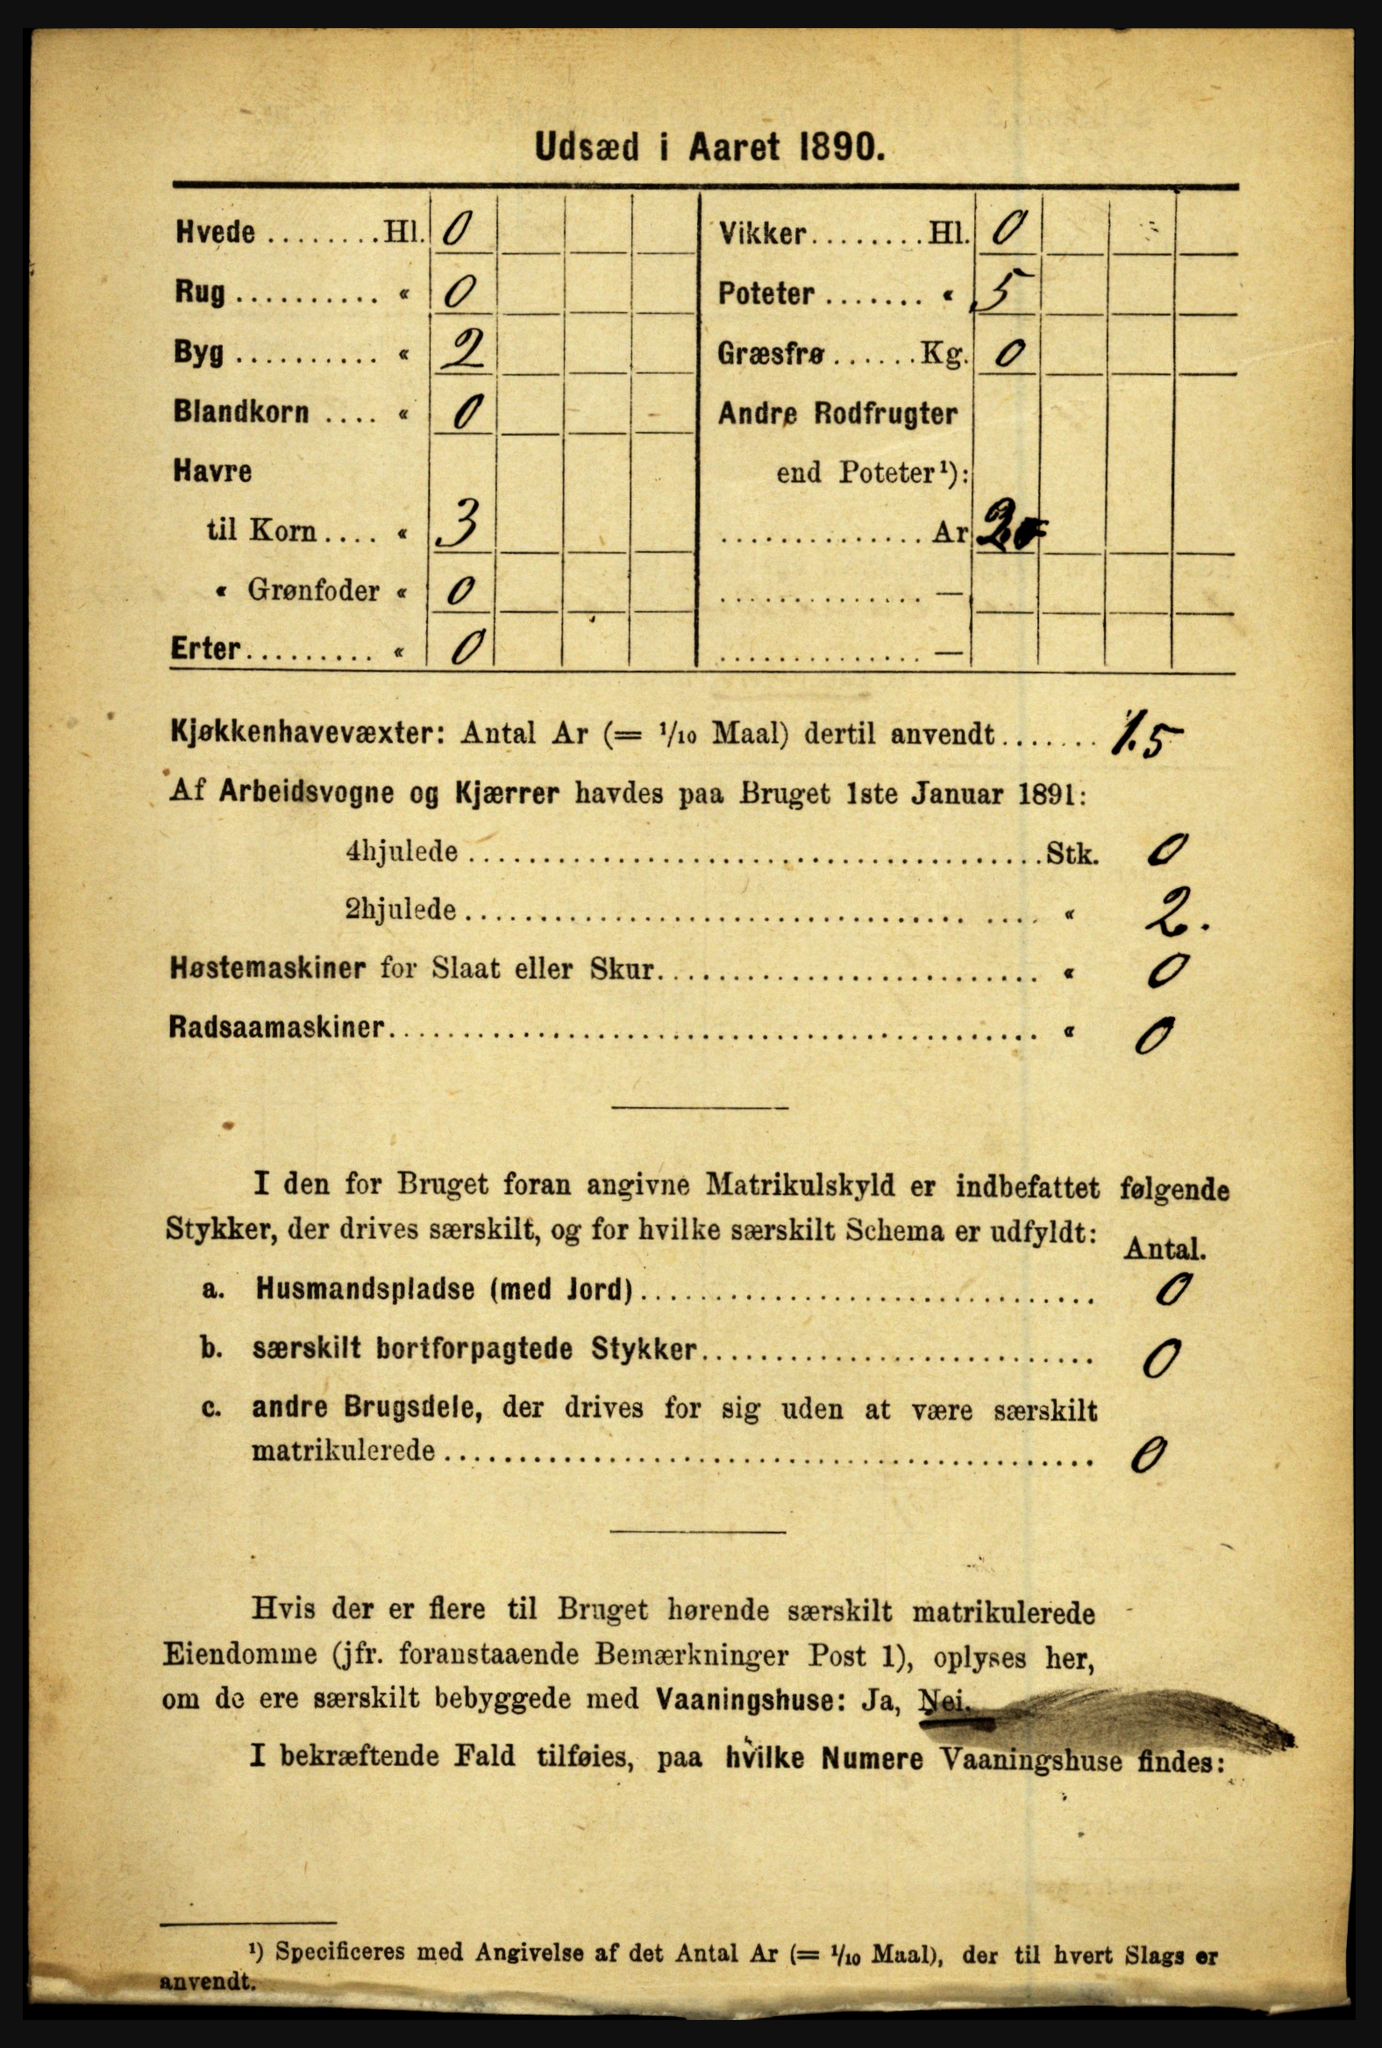 Udsæd i Aaret 1890.
Hvede ........ Hl. 0
Rug .......... « 0
Byg .......... « 2
Blandkorn .... « 0
Havre
til Korn .... « 3
« Grønfoder « 0
Erter ......... « 0
Vikker ........ Hl. 0
Poteter ....... « 5
Græsfrø ...... Kg. 0
Andre Rodfrugter
end Poteter¹):
.............. Ar
.............. —
.............. —
Kjøkkenhavevæxter: Antal Ar (= 1/10 Maal) dertil anvendt ....... 1.5
Af Arbeidsvogne og Kjærrer havdes paa Bruget 1ste Januar 1891:
4hjulede ....................................... Stk. 0
2hjulede ....................................... « 2.
Høstemaskiner for Slaat eller Skur .......................... « 0
Radsaamaskiner ............................................ « 0
I den for Bruget foran angivne Matrikulskyld er indbefattet følgende
Stykker, der drives særskilt, og for hvilke særskilt Schema er udfyldt:
Antal.
a. Husmandspladse (med Jord) .............................. 0
b. særskilt bortforpagtede Stykker .......................... 0
c. andre Brugsdele, der drives for sig uden at være særskilt
matrikulerede ............................................ 0
Hvis der er flere til Bruget hørende særskilt matrikulerede
Eiendomme (jfr. foranstaaende Bemærkninger Post 1), oplyses her,
om de ere særskilt bebyggede med Vaaningshuse: Ja, Nei.
I bekræftende Fald tilføies, paa hvilke Numere Vaaningshuse findes:
¹) Specificeres med Angivelse af det Antal Ar (= 1/10 Maal), der til hvert Slags er
anvendt.